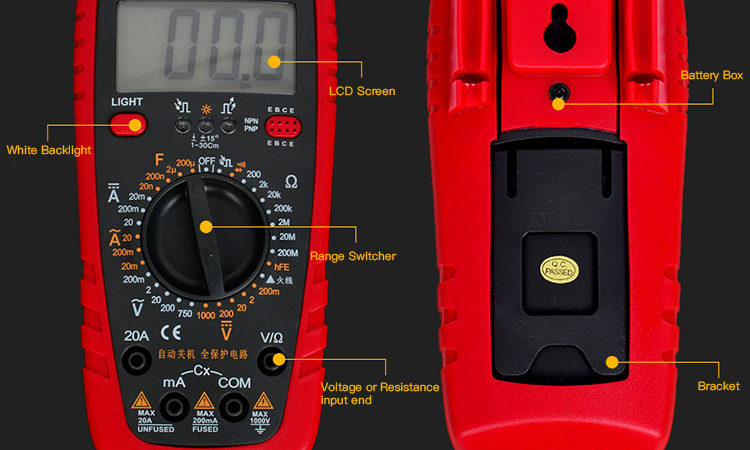 00.0
200
LCD Screen
Battery Box
LIGHT
White Backlight
± 15°
1~30Cm
NPN
PNP
E B C E
E B C E
F
2μ
200μ
OFF
200n
20n
2m
20m
200m
20
20m
200m
2
20
200
750
1000
200
20
2
200m
200
2k
20k
200k
2M
20M
200M
hFE
火线
Ω
A
A
V
V
Range Switcher
20A
CE
V/Ω
自动关机 全保护电路
Cx
mA
COM
Voltage or Resistance
input end
MAX
20A
UNFUSED
MAX
200mA
FUSED
MAX
1000V
Q.C.
PASSED
Bracket